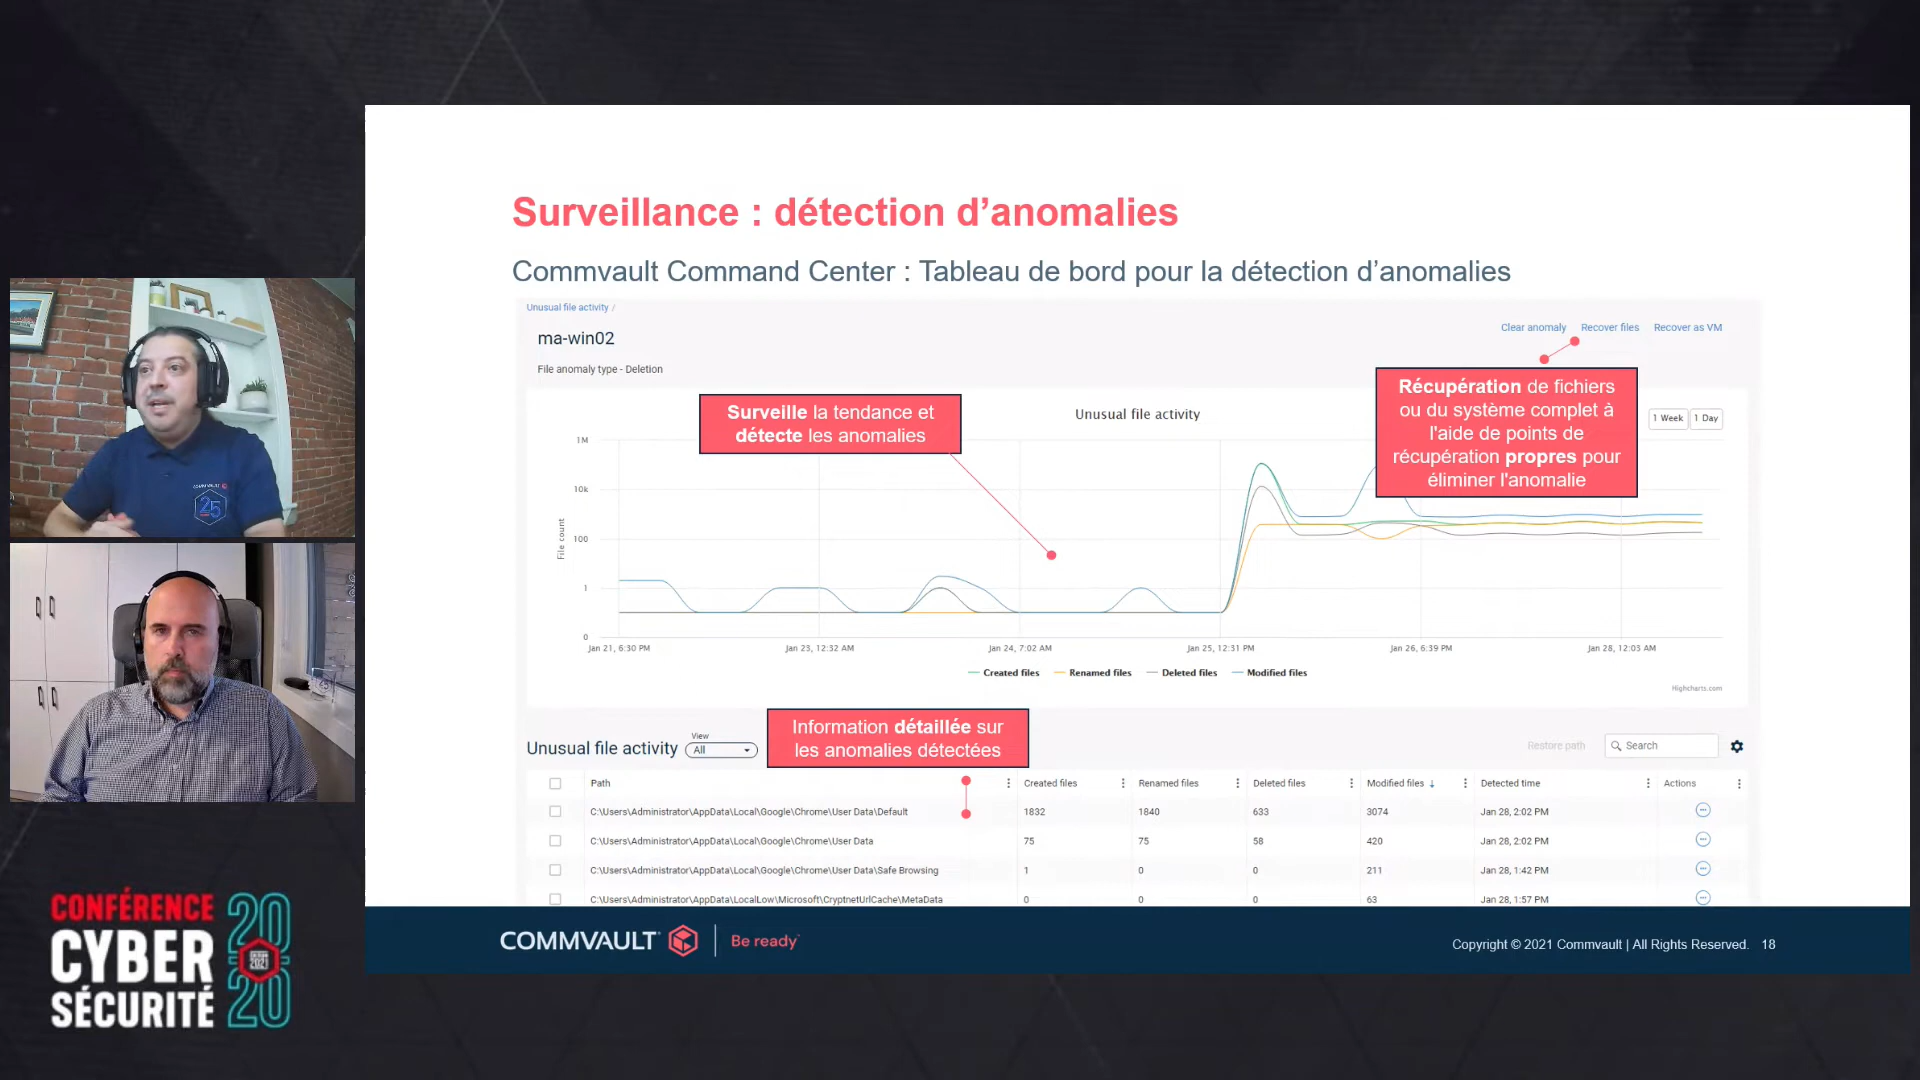 Surveillance : détection d’anomalies
Commvault Command Center : Tableau de bord pour la détection d’anomalies
Unusual file activity /
ma-win02
Clear anomaly Recover files Recover as VM
File anomaly type - Deletion
Surveille la tendance et
détecte les anomalies
Unusual file activity
Récupération de fichiers
ou du système complet à
l'aide de points de
récupération propres pour
éliminer l'anomalie
1 Week 1 Day
File count
1M
10k
100
1
0
Jan 21, 6:30 PM Jan 23, 12:32 AM Jan 24, 7:02 AM Jan 25, 12:31 PM Jan 26, 6:39 PM Jan 28, 12:03 AM
Created files Renamed files Deleted files Modified files
Highcharts.com
Information détaillée sur
les anomalies détectées
Unusual file activity View All
Restore path Search
Path Created files Renamed files Deleted files Modified files ↓ Detected time Actions
C:\Users\Administrator\AppData\Local\Google\Chrome\User Data\Default 1832 1840 633 3074 Jan 28, 2:02 PM
C:\Users\Administrator\AppData\Local\Google\Chrome\User Data 75 75 58 420 Jan 28, 2:02 PM
C:\Users\Administrator\AppData\Local\Google\Chrome\User Data\Safe Browsing 1 0 0 211 Jan 28, 1:42 PM
C:\Users\Administrator\AppData\LocalLow\Microsoft\CryptnetUrlCache\MetaData 0 0 0 63 Jan 28, 1:57 PM
COMMVAULT Be ready
Copyright © 2021 Commvault | All Rights Reserved. 18
COMMVAULT
25
CONFÉRENCE
CYBER
SÉCURITÉ
20
ÉDITION
2021
20